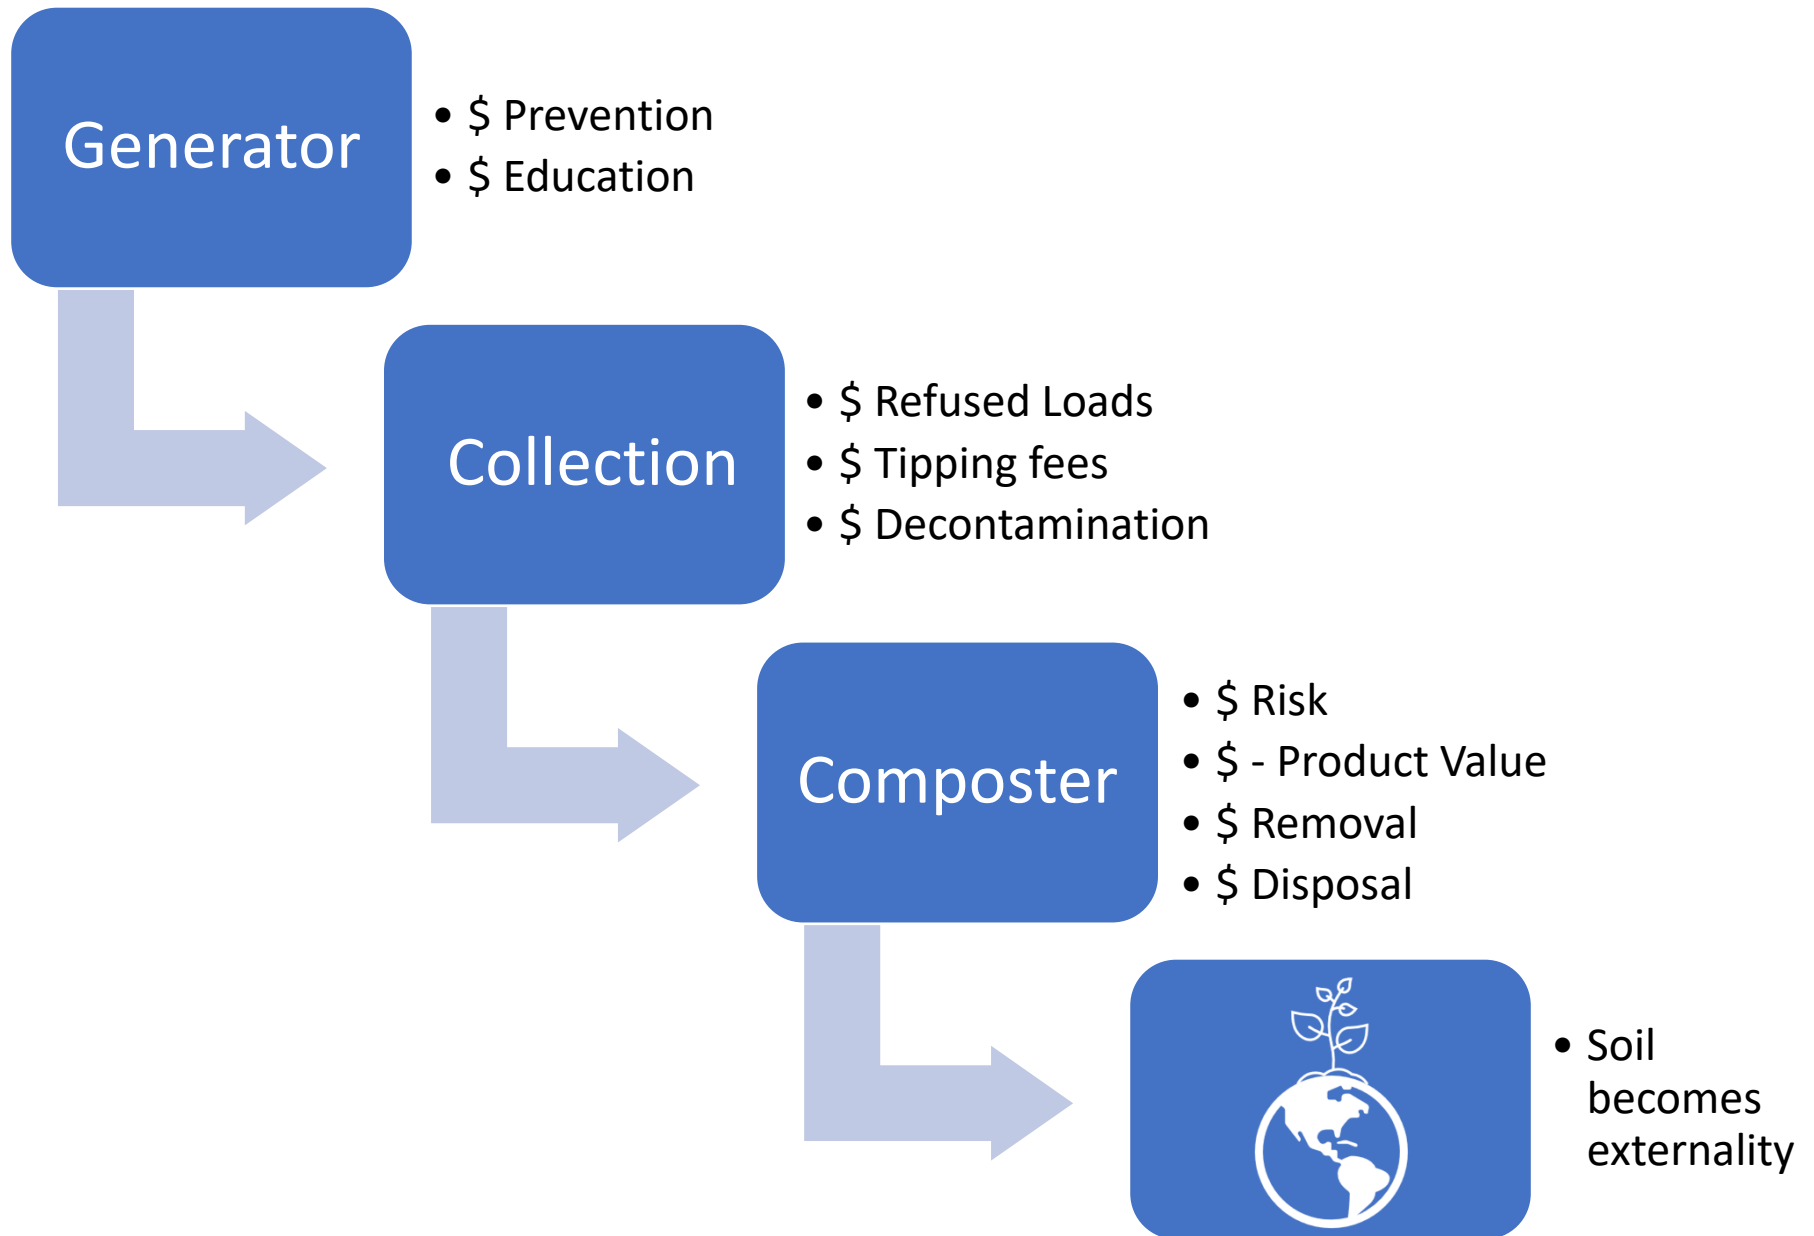 Generator
• $ Prevention
• $ Education
Collection
• $ Refused Loads
• $ Tipping fees
• $ Decontamination
Composter
• $ Risk
• $ - Product Value
• $ Removal
• $ Disposal
• Soil
becomes
externality